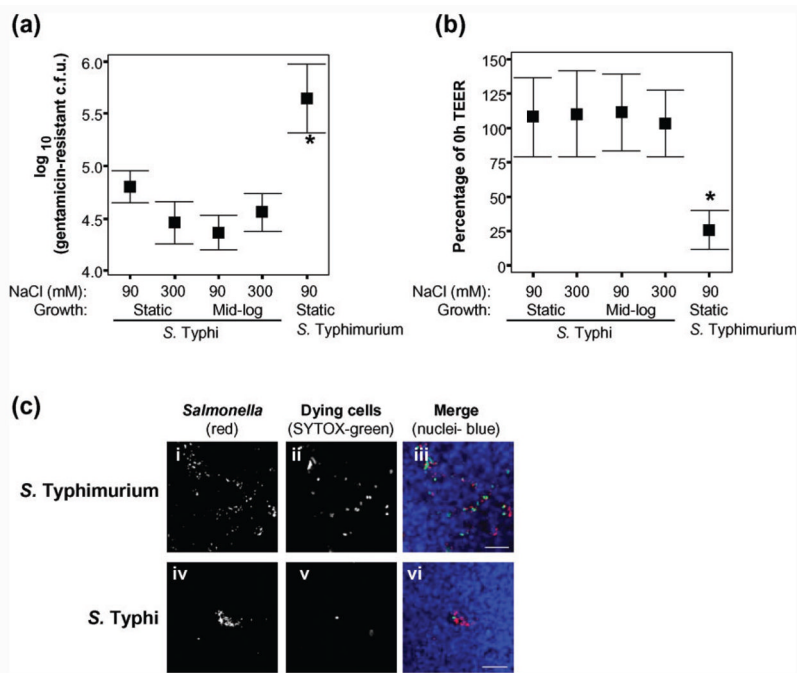 (a)
log 10
(gentamicin-resistant c.f.u.)
6.0
5.5
5.0
4.5
4.0
*
NaCl (mM): 90 300 90 300 90
Growth: Static Mid-log Static
S. Typhi S. Typhimurium
(b)
Percentage of 0h TEER
150
125
100
75
50
25
0
*
NaCl (mM): 90 300 90 300 90
Growth: Static Mid-log Static
S. Typhi S. Typhimurium
(c)
Salmonella Dying cells Merge
(red) (SYTOX-green) (nuclei- blue)
S. Typhimurium
i ii iii
S. Typhi
iv v vi